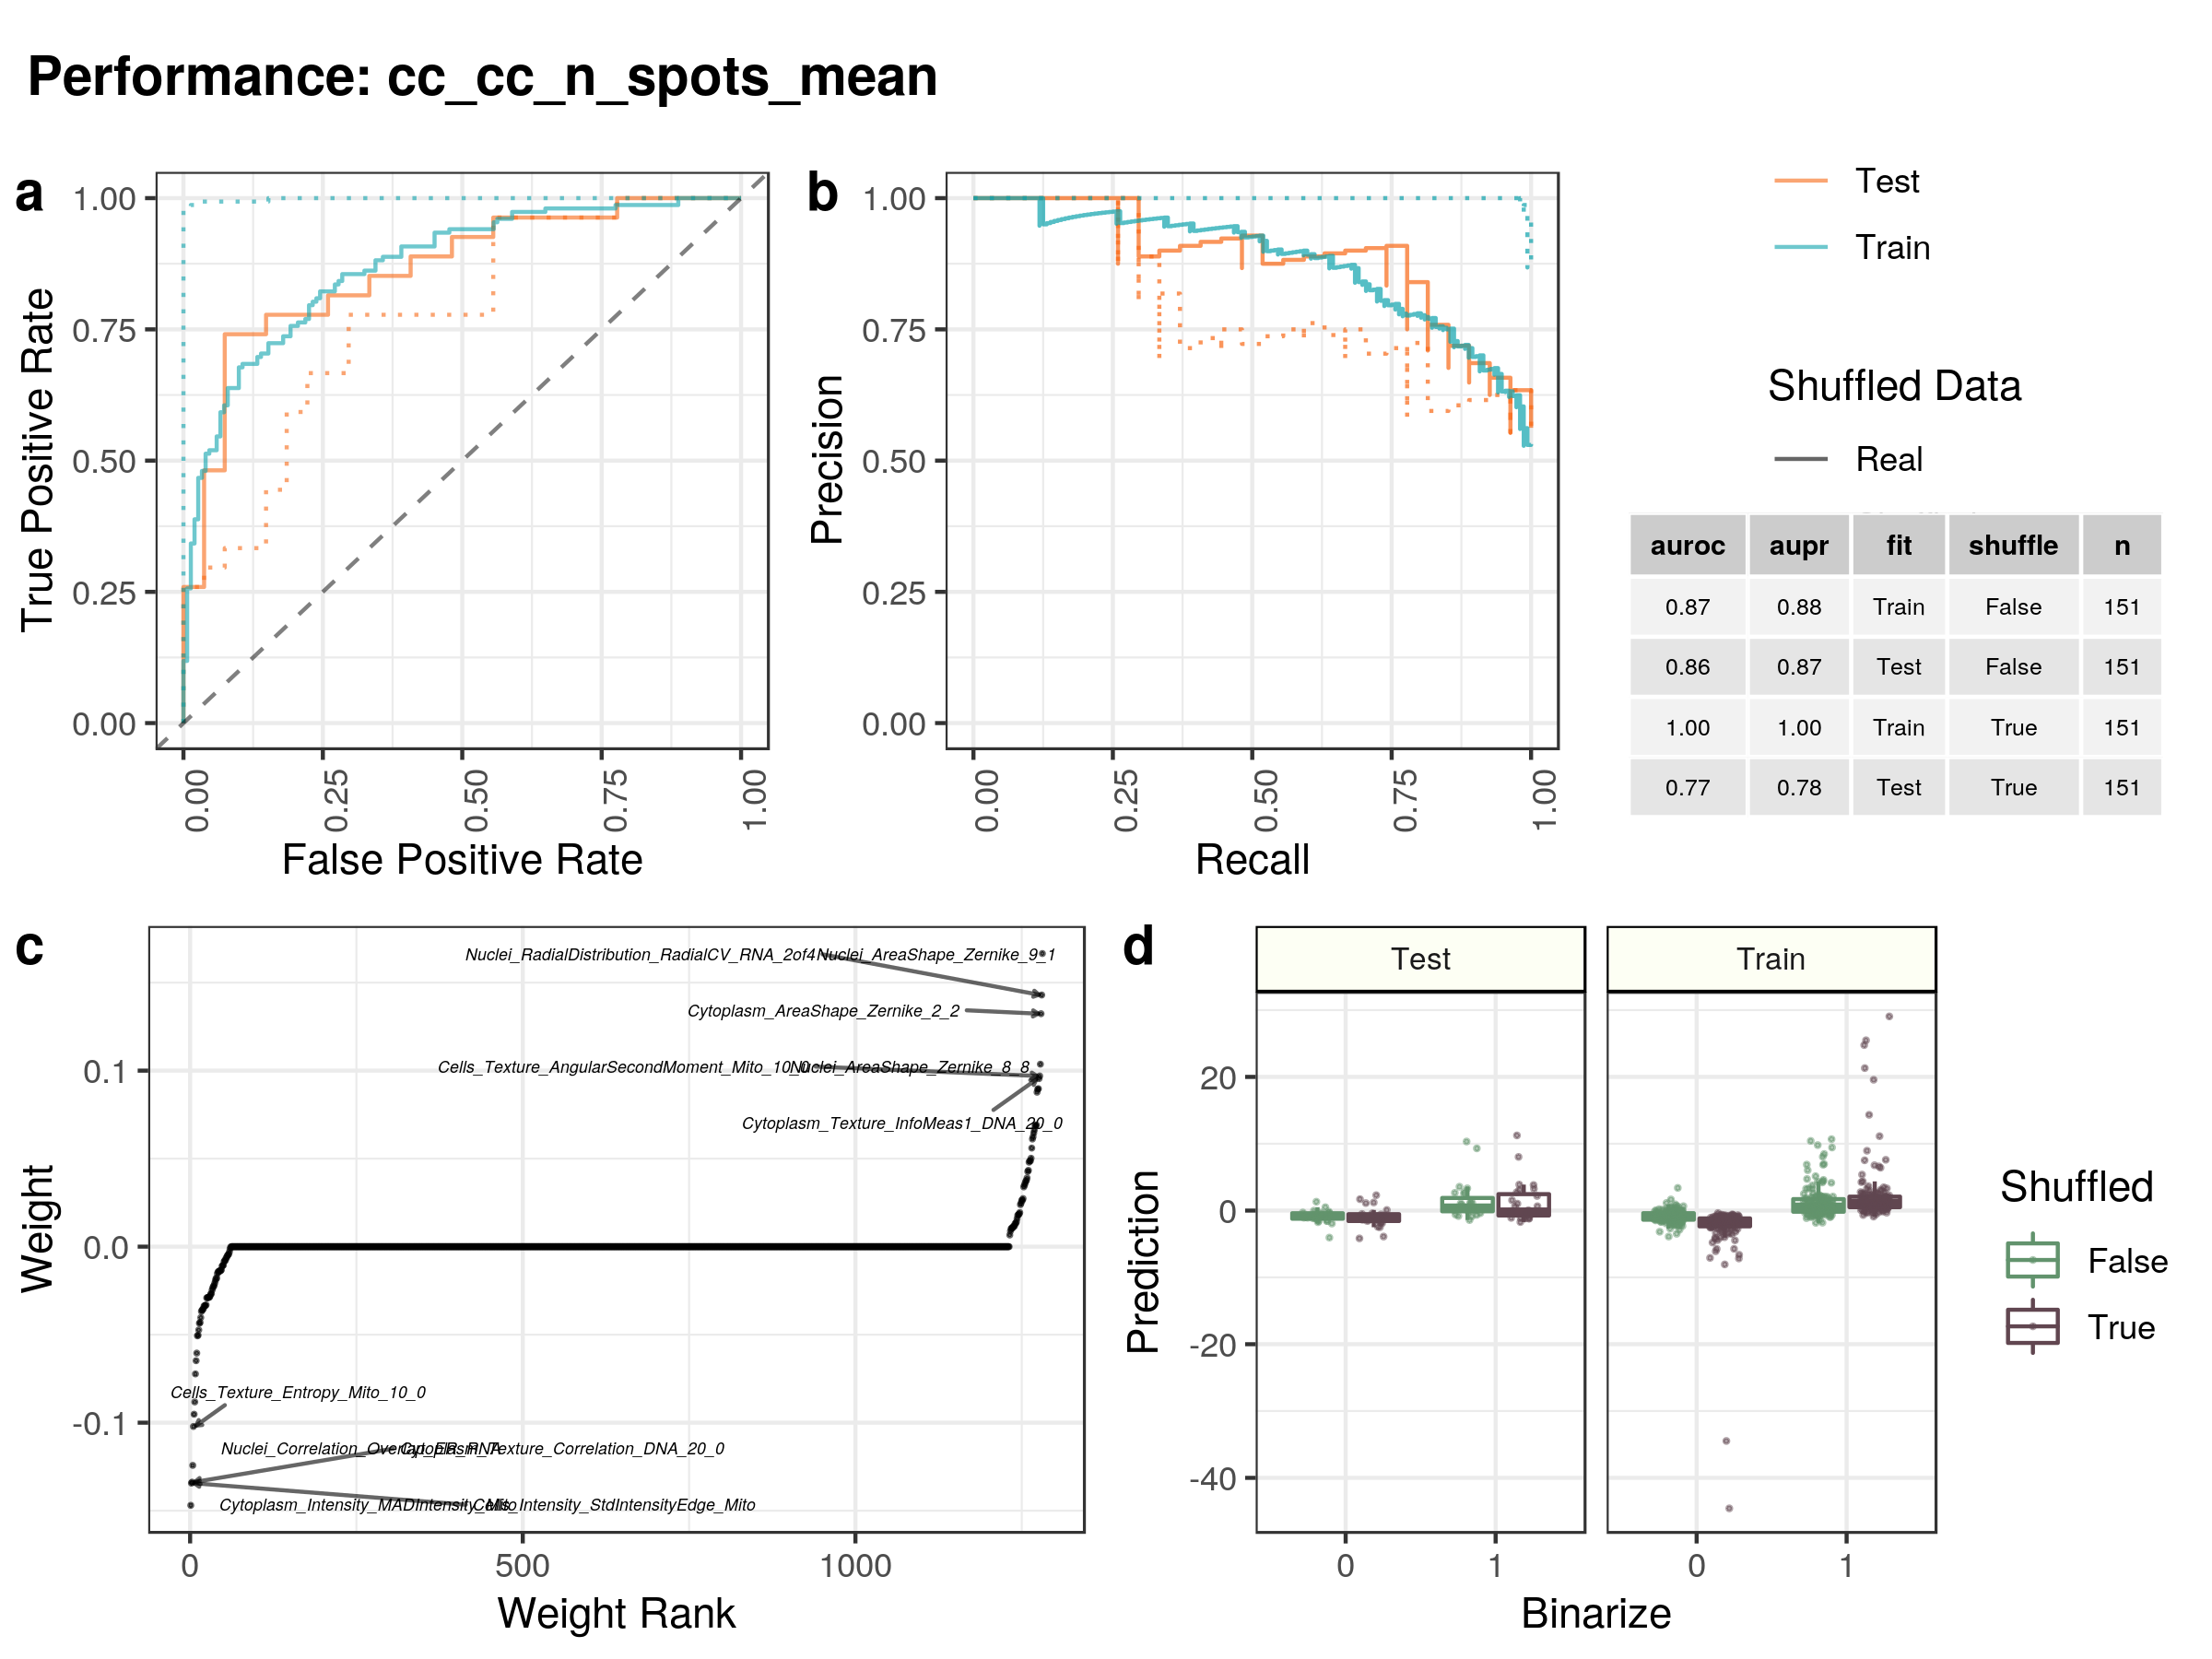 Performance: cc_cc_n_spots_mean
a
1.00
0.75
0.50
0.25
0.00
True Positive Rate
0.00
0.25
0.50
0.75
1.00
False Positive Rate
b
1.00
0.75
0.50
0.25
0.00
Precision
0.00
0.25
0.50
0.75
1.00
Recall
Test
Train
Shuffled Data
Real
auroc aupr fit shuffle n
0.87 0.88 Train False 151
0.86 0.87 Test False 151
1.00 1.00 Train True 151
0.77 0.78 Test True 151
c
0.1
0.0
-0.1
Weight
Nuclei_RadialDistribution_RadialCV_RNA_2of4
Nuclei_AreaShape_Zernike_9_1
Cytoplasm_AreaShape_Zernike_2_2
Cells_Texture_AngularSecondMoment_Mito_10_0
Nuclei_AreaShape_Zernike_8_8
Cytoplasm_Texture_InfoMeas1_DNA_20_0
Cells_Texture_Entropy_Mito_10_0
Nuclei_Correlation_Overlap_ER_RNA
Cytoplasm_Texture_Correlation_DNA_20_0
Cytoplasm_Intensity_MADIntensity_Mito
Cells_Intensity_StdIntensityEdge_Mito
0
500
1000
Weight Rank
d
Test
Train
20
0
-20
-40
Prediction
0
1
0
1
Binarize
Shuffled
False
True